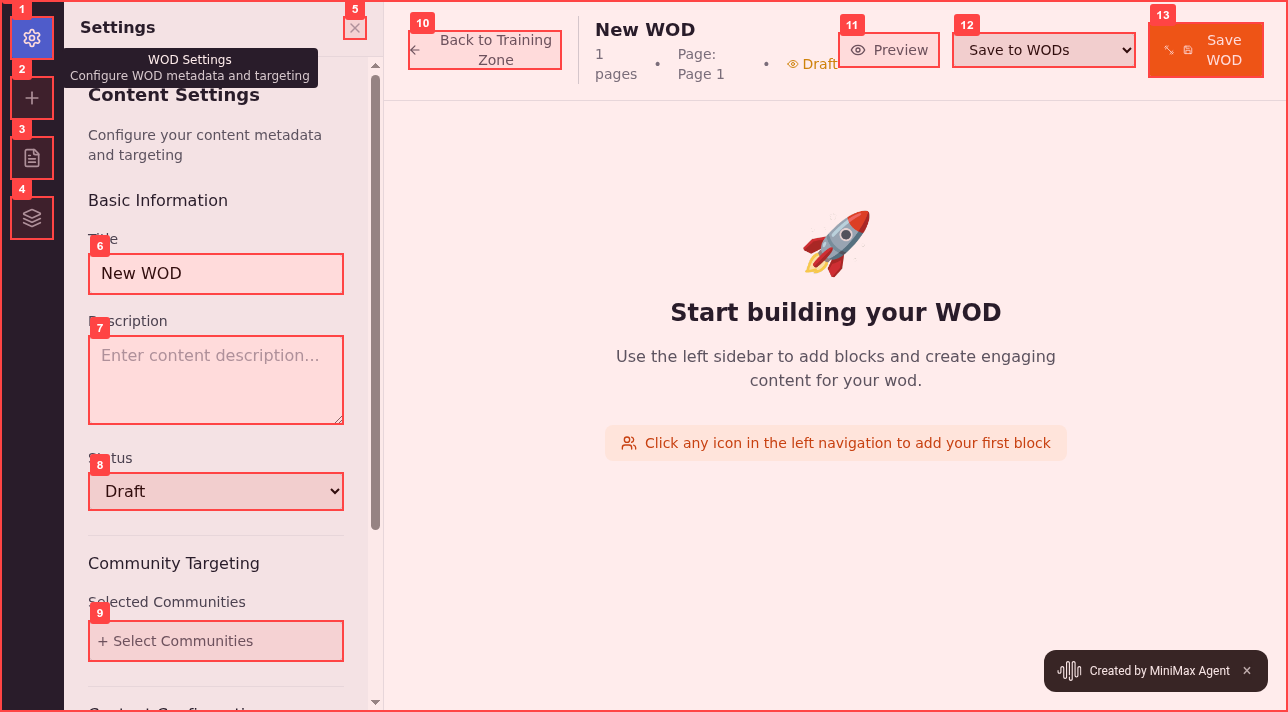 1
2
3
4
Settings
5
WOD Settings
Configure WOD metadata and targeting
Content Settings
Configure your content metadata
and targeting
Basic Information
6
New WOD
7
Enter content description...
8
Draft
Community Targeting
Selected Communities
9
+ Select Communities
10
Back to Training
Zone
New WOD
1
pages
•
Page:
Page 1
•
Draft
11
Preview
12
Save to WODs
13
Save
WOD
Start building your WOD
Use the left sidebar to add blocks and create engaging
content for your wod.
Click any icon in the left navigation to add your first block
Created by MiniMax Agent
×